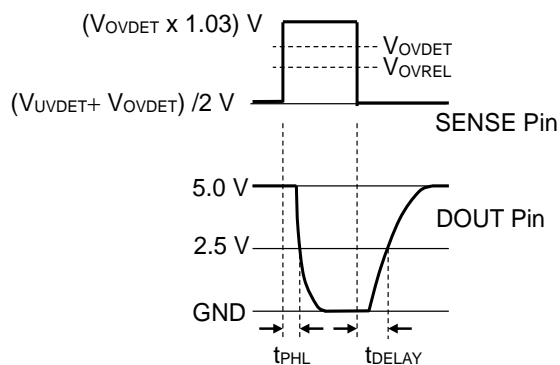 (VOVDET x 1.03) V
VOVDET
VOVREL
(VUVDET+ VOVDET) /2 V
SENSE Pin
5.0 V
DOUT Pin
2.5 V
GND
tPHL
tDELAY